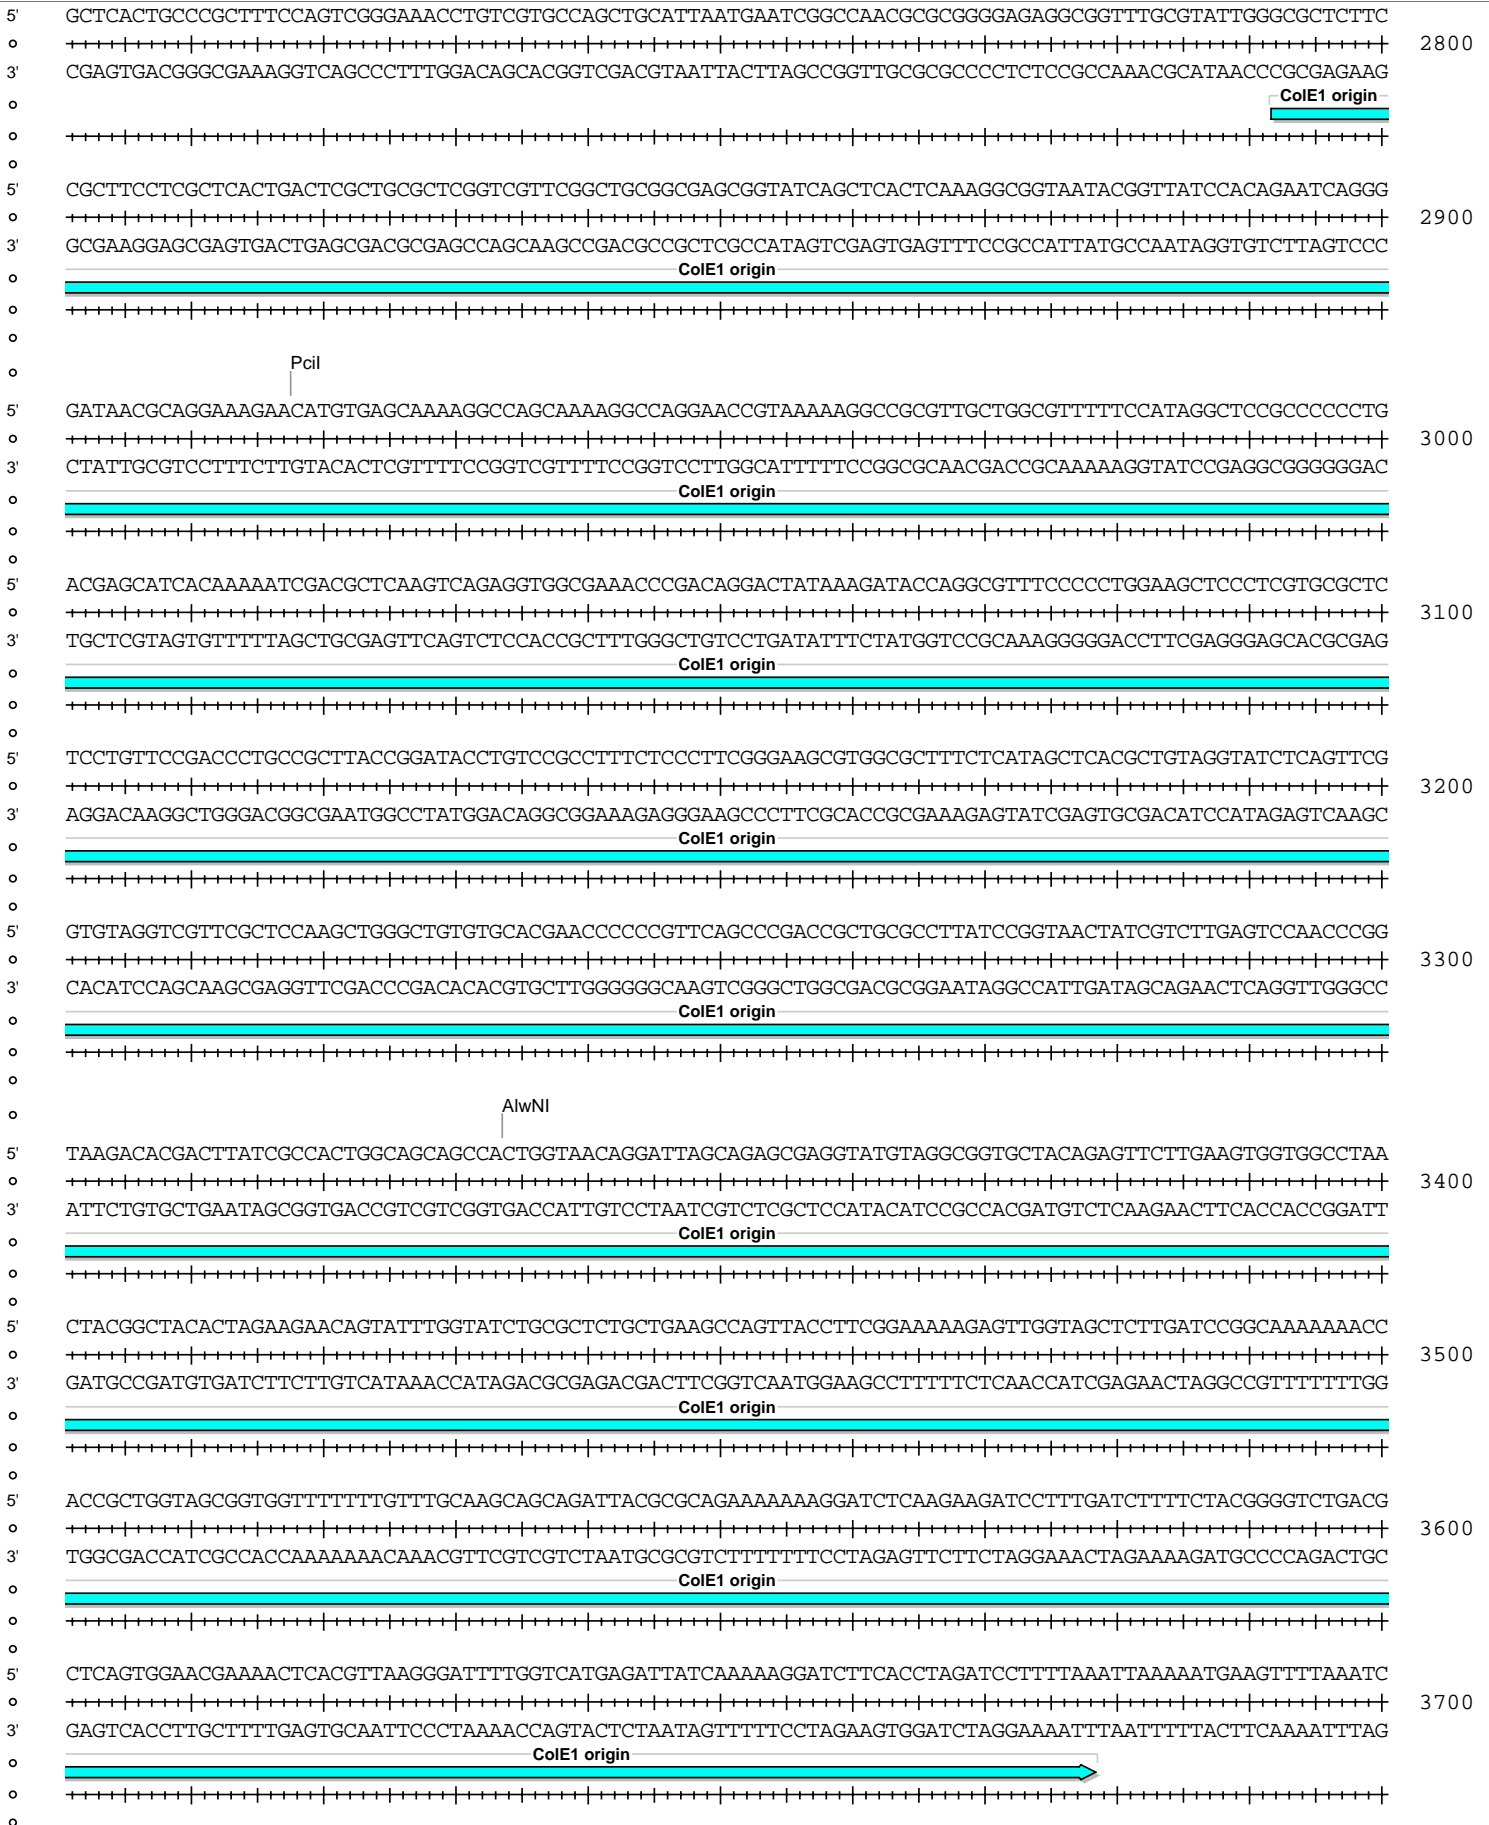 GCTCACTGCCCGCTTTCCAGTCGGGAAACCTGTCGTGCCAGCTGCATTAATGAATCGGCCAACGCGCGGGGAGAGGCGGTTTGCGTATTGGGCGCTCTTC
2800
3' CGAGTGACGGGCGAAAGGTCAGCCCTTTGGACAGCACGGTCGACGTAATTACTTAGCCGGTTGCGCGCCCCTCTCCGCCAAACGCATAACCCGCGAGAAG
ColE1 origin
5' CGCTTCCTCGCTCACTGACTCGCTGCGCTCGGTCGTTCGGCTGCGGCGAGCGGTATCAGCTCACTCAAAGGCGGTAATACGGTTATCCACAGAATCAGGG
2900
3' GCGAAGGAGCGAGTGACTGAGCGACGCGAGCCAGCAAGCCGACGCCGCTCGCCATAGTCGAGTGAGTTTCCGCCATTATGCCAATAGGTGTCTTAGTCCC
ColE1 origin
PciI
5' GATAACGCAGGAAAGAACATGTGAGCAAAAGGCCAGCAAAAGGCCAGGAACCGTAAAAAGGCCGCGTTGCTGGCGTTTTTCCATAGGCTCCGCCCCCCTG
3000
3' CTATTGCGTCCTTTCTTGTACACTCGTTTTCCGGTCGTTTTCCGGTCCTTGGCATTTTTCCGGCGCAACGACCGCAAAAAGGTATCCGAGGCGGGGGGAC
ColE1 origin
5' ACGAGCATCACAAAAATCGACGCTCAAGTCAGAGGTGGCGAAACCCGACAGGACTATAAAGATACCAGGCGTTTCCCCCTGGAAGCTCCCTCGTGCGCTC
3100
3' TGCTCGTAGTGTTTTTAGCTGCGAGTTCAGTCTCCACCGCTTTGGGCTGTCCTGATATTTCTATGGTCCGCAAAGGGGGACCTTCGAGGGAGCACGCGAG
ColE1 origin
5' TCCTGTTCCGACCCTGCCGCTTACCGGATACCTGTCCGCCTTTCTCCCTTCGGGAAGCGTGGCGCTTTCTCATAGCTCACGCTGTAGGTATCTCAGTTCG
3200
3' AGGACAAGGCTGGGACGGCGAATGGCCTATGGACAGGCGGAAAGAGGGAAGCCCTTCGCACCGCGAAAGAGTATCGAGTGCGACATCCATAGAGTCAAGC
ColE1 origin
5' GTGTAGGTCGTTCGCTCCAAGCTGGGCTGTGTGCACGAACCCCCCGTTCAGCCCGACCGCTGCGCCTTATCCGGTAACTATCGTCTTGAGTCCAACCCGG
3300
3' CACATCCAGCAAGCGAGGTTCGACCCGACACACGTGCTTGGGGGGCAAGTCGGGCTGGCGACGCGGAATAGGCCATTGATAGCAGAACTCAGGTTGGGCC
ColE1 origin
AlwNI
5' TAAGACACGACTTATCGCCACTGGCAGCAGCCACTGGTAACAGGATTAGCAGAGCGAGGTATGTAGGCGGTGCTACAGAGTTCTTGAAGTGGTGGCCTAA
3400
3' ATTCTGTGCTGAATAGCGGTGACCGTCGTCGGTGACCATTGTCCTAATCGTCTCGCTCCATACATCCGCCACGATGTCTCAAGAACTTCACCACCGGATT
ColE1 origin
5' CTACGGCTACACTAGAAGAACAGTATTTGGTATCTGCGCTCTGCTGAAGCCAGTTACCTTCGGAAAAAGAGTTGGTAGCTCTTGATCCGGCAAAAAAACC
3500
3' GATGCCGATGTGATCTTCTTGTCATAAACCATAGACGCGAGACGACTTCGGTCAATGGAAGCCTTTTTCTCAACCATCGAGAACTAGGCCGTTTTTTTGG
ColE1 origin
5' ACCGCTGGTAGCGGTGGTTTTTTTGTTTGCAAGCAGCAGATTACGCGCAGAAAAAAAGGATCTCAAGAAGATCCTTTGATCTTTTCTACGGGGTCTGACG
3600
3' TGGCGACCATCGCCACCAAAAAAACAAACGTTCGTCGTCTAATGCGCGTCTTTTTTTCCTAGAGTTCTTCTAGGAAACTAGAAAAGATGCCCCAGACTGC
ColE1 origin
5' CTCAGTGGAACGAAAACTCACGTTAAGGGATTTTGGTCATGAGATTATCAAAAAGGATCTTCACCTAGATCCTTTTAAATTAAAAATGAAGTTTTAAATC
3700
3' GAGTCACCTTGCTTTTGAGTGCAATTCCCTAAAACCAGTACTCTAATAGTTTTTCCTAGAAGTGGATCTAGGAAAATTTAATTTTTACTTCAAAATTTAG
ColE1 origin